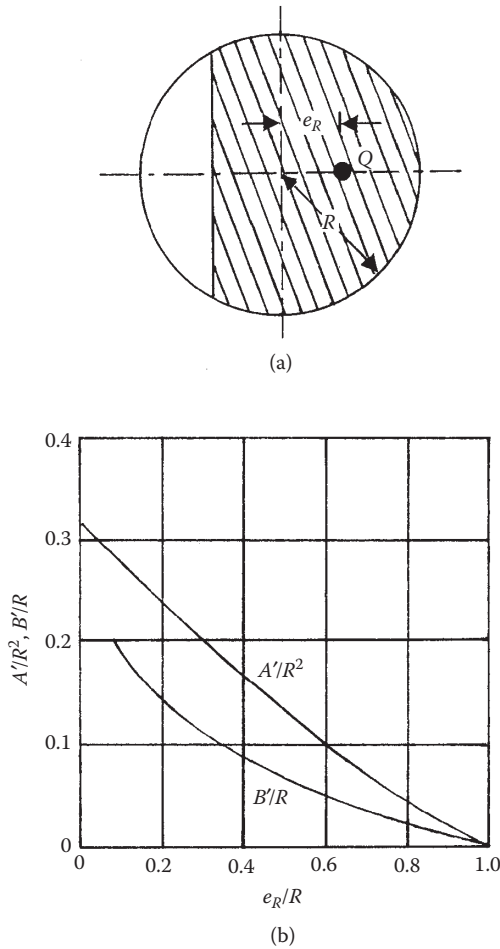 e_R
Q
R
(a)
0.4
0.3
0.2
0.1
0
A′/R², B′/R
A′/R²
B′/R
0
0.2
0.4
0.6
0.8
1.0
e_R/R
(b)